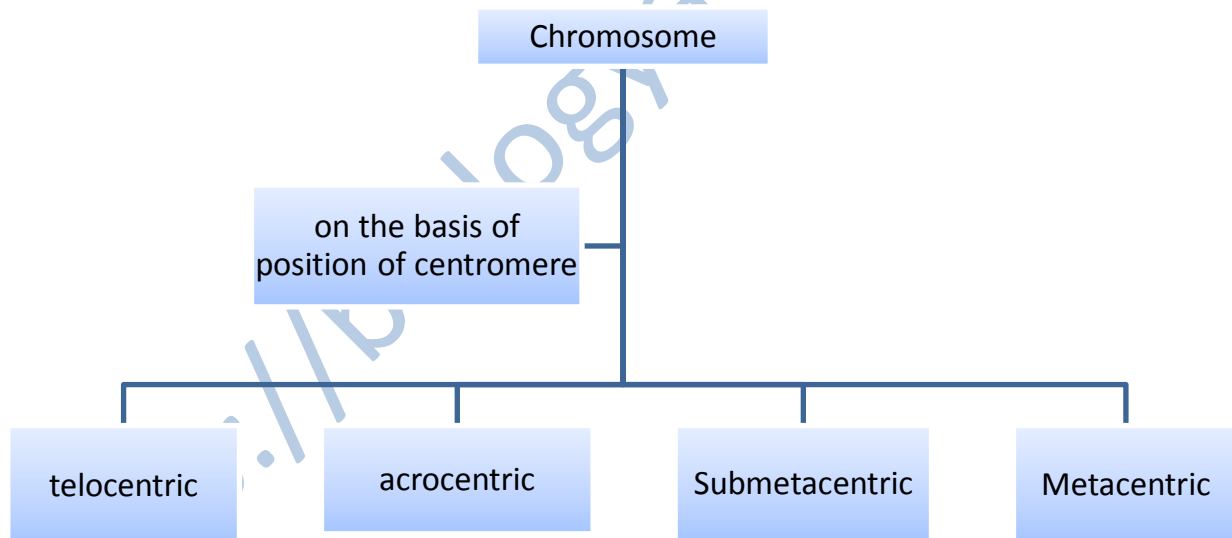 Chromosome
on the basis of
position of centromere
telocentric
acrocentric
Submetacentric
Metacentric